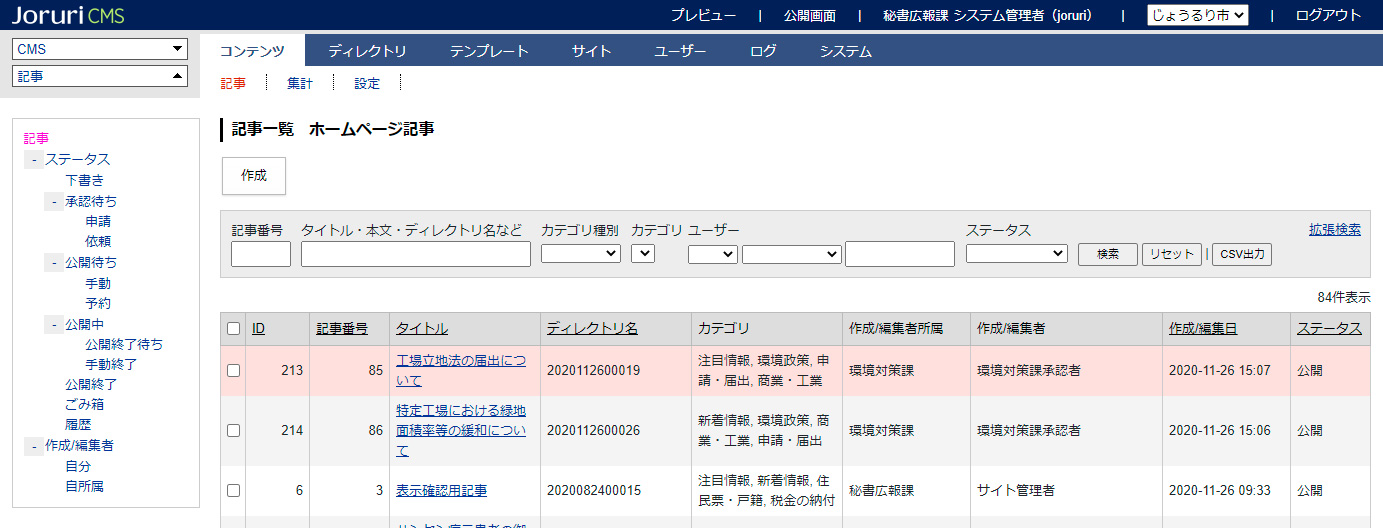 Joruri CMS
プレビュー | 公開画面 | 秘書広報課 システム管理者（joruri） | じょうるり市 | ログアウト
CMS
記事
コンテンツ ディレクトリ テンプレート サイト ユーザー ログ システム
記事 集計 設定
記事
- ステータス
下書き
- 承認待ち
申請
依頼
- 公開待ち
手動
予約
- 公開中
公開終了待ち
手動終了
公開終了
ごみ箱
履歴
- 作成/編集者
自分
自所属
記事一覧 ホームページ記事
作成
記事番号 タイトル・本文・ディレクトリ名など カテゴリ種別 カテゴリ ユーザー ステータス 拡張検索
検索 リセット | CSV出力
84件表示
ID 記事番号 タイトル ディレクトリ名 カテゴリ 作成/編集者所属 作成/編集者 作成/編集日 ステータス
213 85 工場立地法の届出につ
いて 2020112600019 注目情報, 環境政策, 申
請・届出, 商業・工業 環境対策課 環境対策課承認者 2020-11-26 15:07 公開
214 86 特定工場における緑地
面積率等の緩和につい
て 2020112600026 新着情報, 環境政策, 商
業・工業, 申請・届出 環境対策課 環境対策課承認者 2020-11-26 15:06 公開
6 3 表示確認用記事 2020082400015 注目情報, 新着情報, 住
民票・戸籍, 税金の納付 秘書広報課 サイト管理者 2020-11-26 09:33 公開